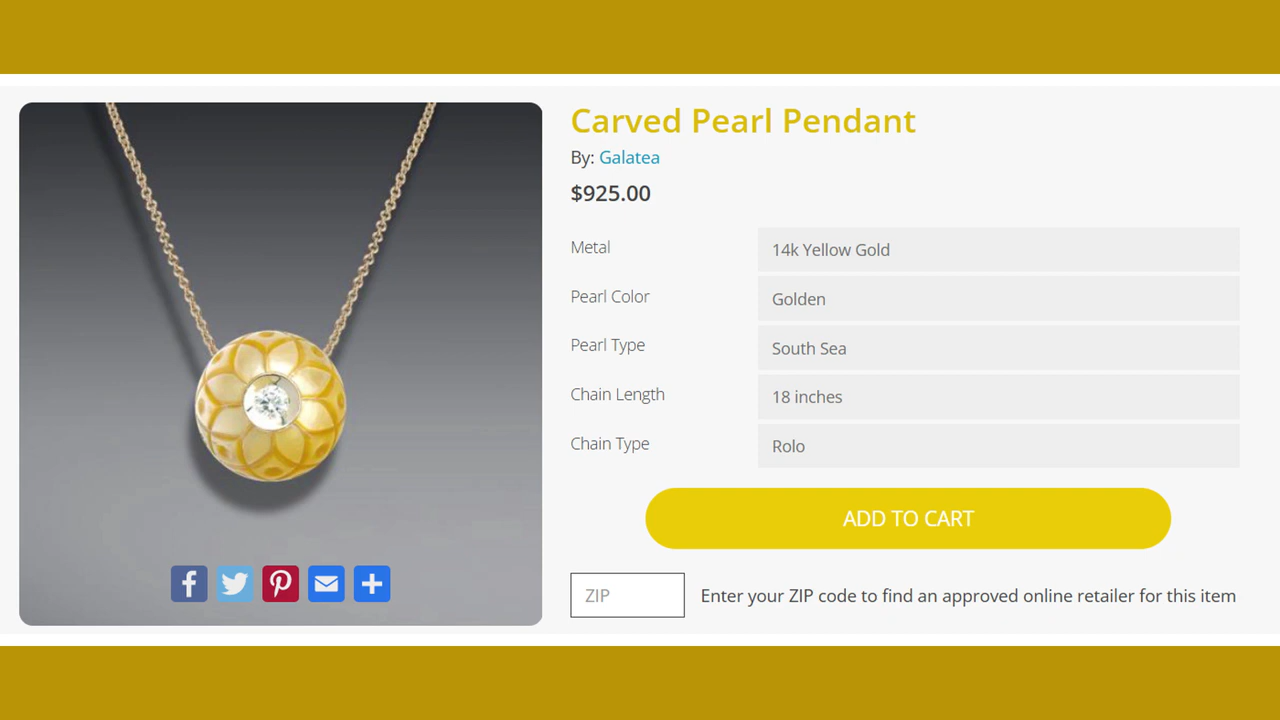 Carved Pearl Pendant
By: Galatea
$925.00
Metal
14k Yellow Gold
Pearl Color
Golden
Pearl Type
South Sea
Chain Length
18 inches
Chain Type
Rolo
ADD TO CART
ZIP
Enter your ZIP code to find an approved online retailer for this item